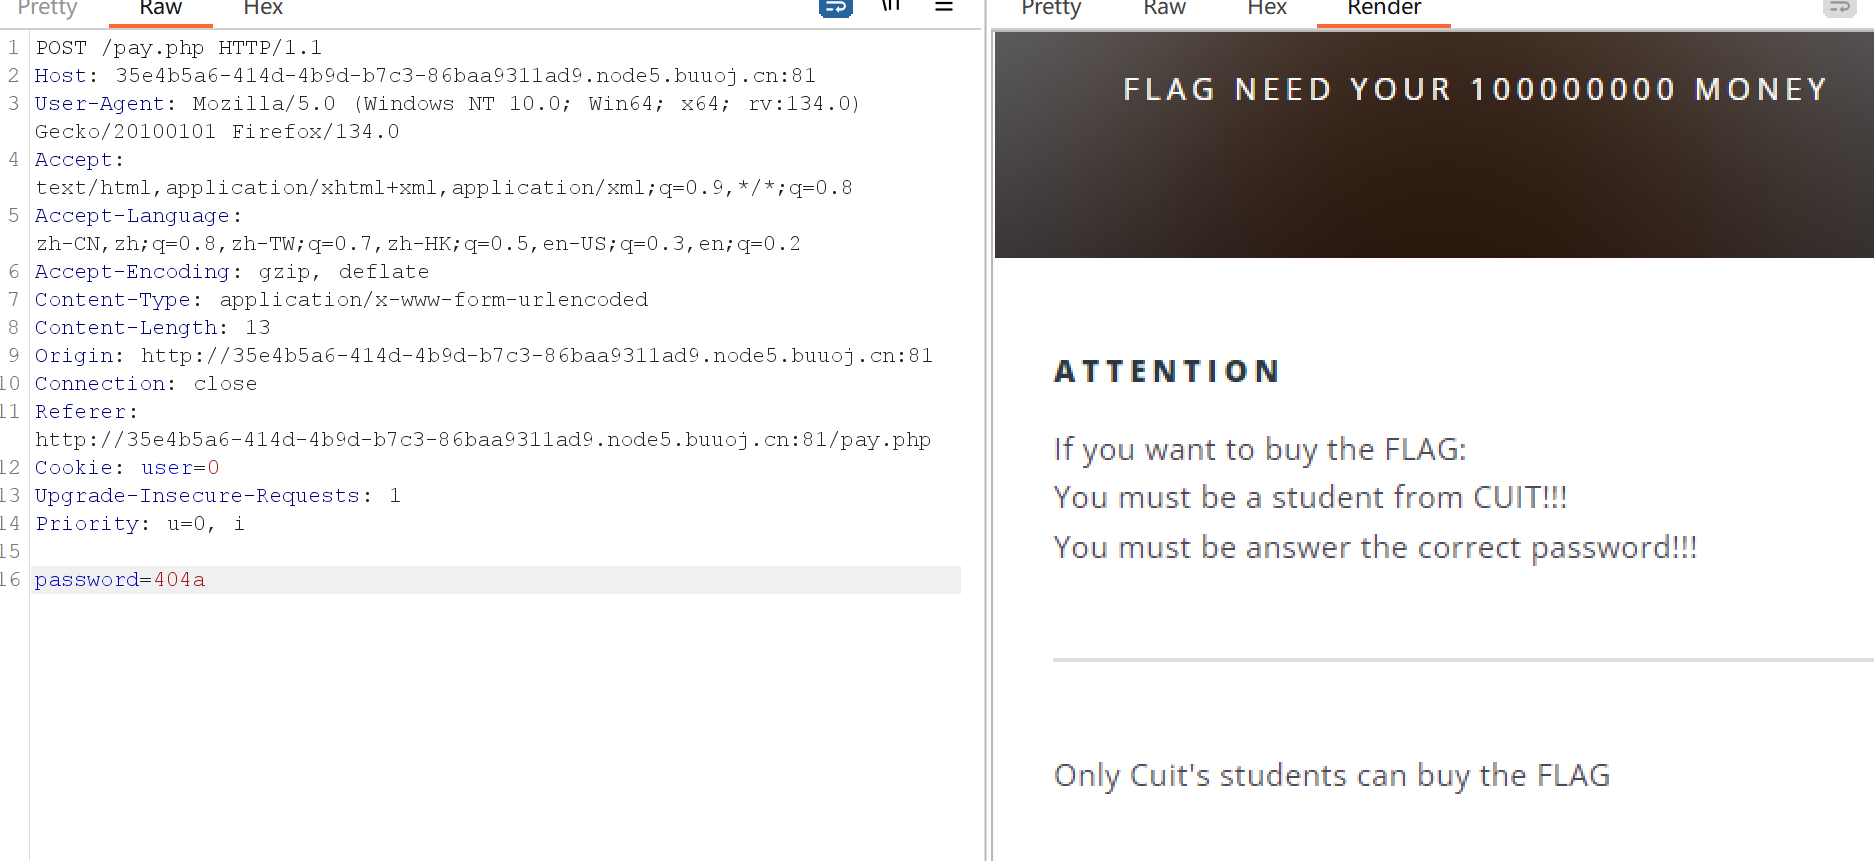 Pretty Raw Hex \n
1 POST /pay.php HTTP/1.1
2 Host: 35e4b5a6-414d-4b9d-b7c3-86baa9311ad9.node5.buuoj.cn:81
3 User-Agent: Mozilla/5.0 (Windows NT 10.0; Win64; x64; rv:134.0)
Gecko/20100101 Firefox/134.0
4 Accept:
text/html,application/xhtml+xml,application/xml;q=0.9,*/*;q=0.8
5 Accept-Language:
zh-CN,zh;q=0.8,zh-TW;q=0.7,zh-HK;q=0.5,en-US;q=0.3,en;q=0.2
6 Accept-Encoding: gzip, deflate
7 Content-Type: application/x-www-form-urlencoded
8 Content-Length: 13
9 Origin: http://35e4b5a6-414d-4b9d-b7c3-86baa9311ad9.node5.buuoj.cn:81
10 Connection: close
11 Referer:
http://35e4b5a6-414d-4b9d-b7c3-86baa9311ad9.node5.buuoj.cn:81/pay.php
12 Cookie: user=0
13 Upgrade-Insecure-Requests: 1
14 Priority: u=0, i
15
16 password=404a
Pretty Raw Hex Render
FLAG NEED YOUR 100000000 MONEY
ATTENTION
If you want to buy the FLAG:
You must be a student from CUIT!!!
You must be answer the correct password!!!
Only Cuit's students can buy the FLAG